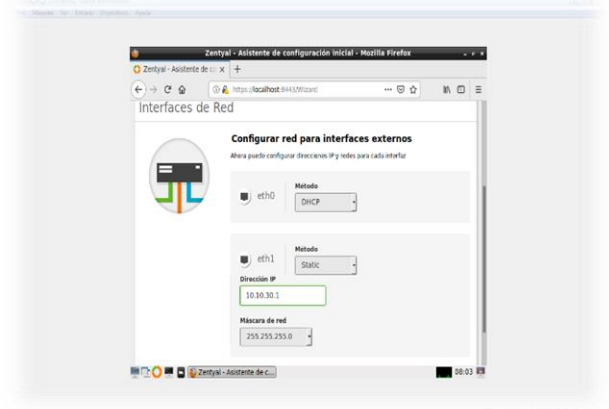 Zentyal - Asistente de configuración inicial - Mozilla Firefox
Zentyal - Asistente de co
https://localhost:8443/Wizard
Interfaces de Red
Configurar red para interfaces externos
Ahora puede configurar direcciones IP y redes para cada interfaz
eth0
Método
DHCP
eth1
Método
Static
Dirección IP
10.10.30.1
Máscara de red
255.255.255.0
Zentyal - Asistente de c...
08:03